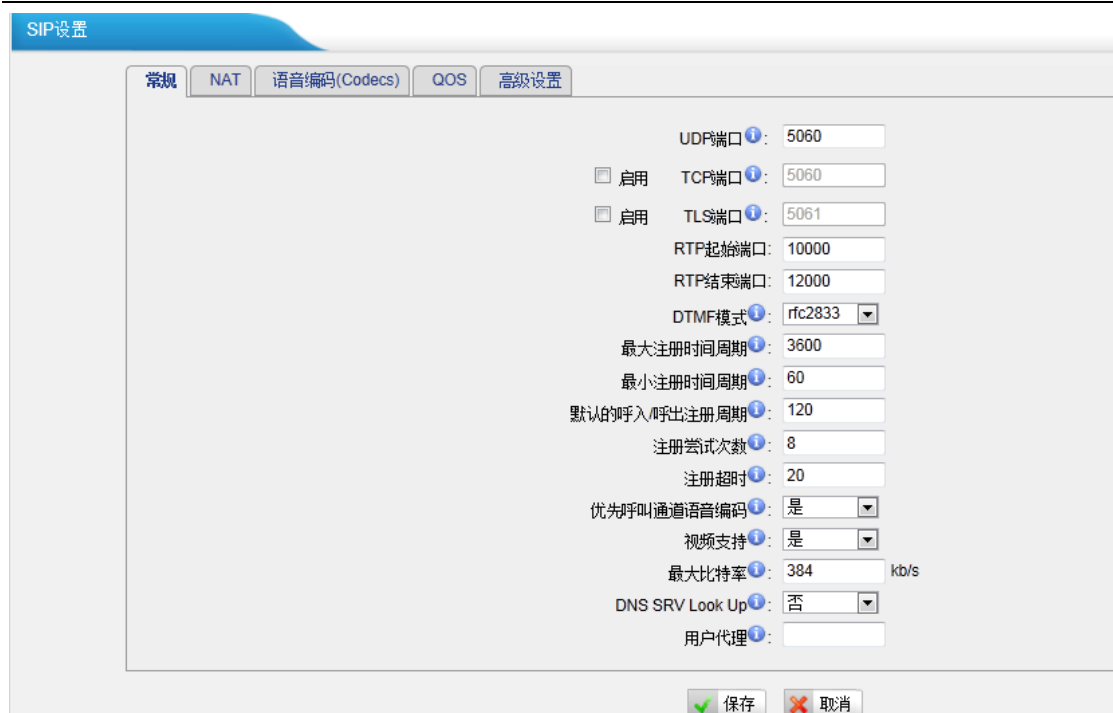 SIP设置
常规 NAT 语音编码(Codecs) QOS 高级设置
UDP端口: 5060
启用 TCP端口: 5060
启用 TLS端口: 5061
RTP起始端口: 10000
RTP结束端口: 12000
DTMF模式: rfc2833
最大注册时间周期: 3600
最小注册时间周期: 60
默认的呼入/呼出注册周期: 120
注册尝试次数: 8
注册超时: 20
优先呼叫通道语音编码: 是
视频支持: 是
最大比特率: 384 kb/s
DNS SRV Look Up: 否
用户代理:
保存 取消